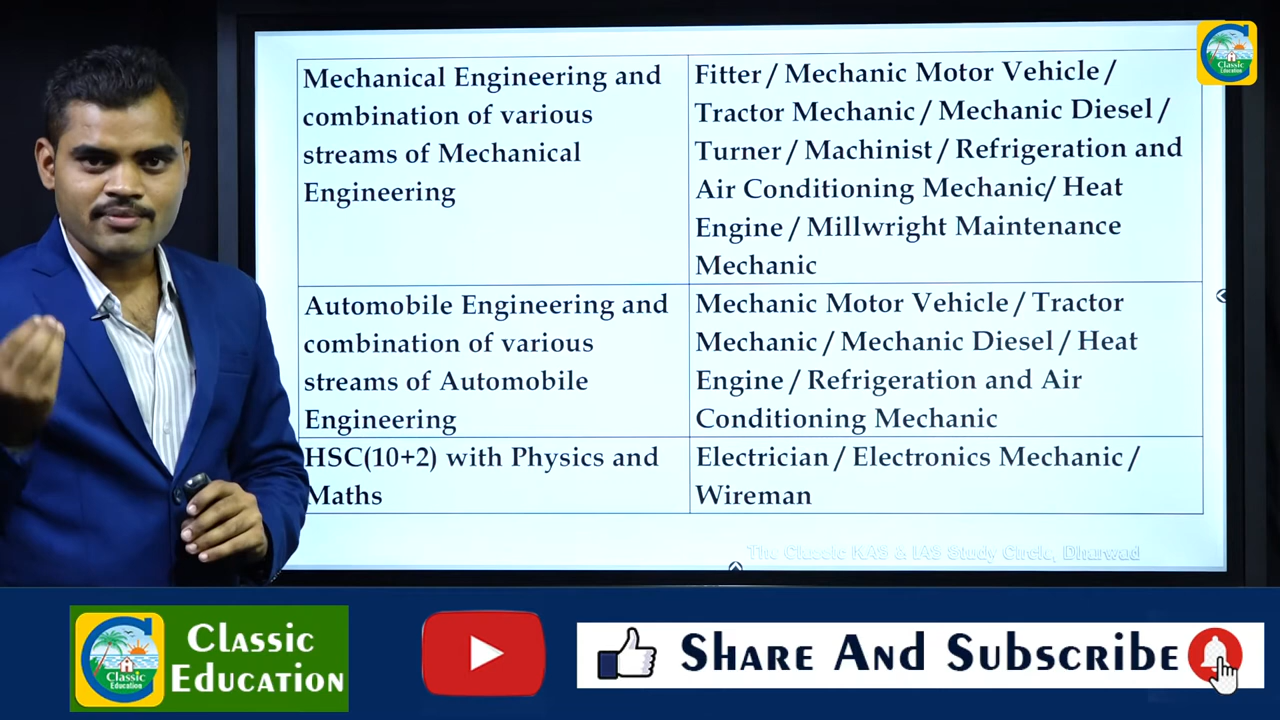 Mechanical Engineering and
combination of various
streams of Mechanical
Engineering
Fitter / Mechanic Motor Vehicle /
Tractor Mechanic / Mechanic Diesel /
Turner / Machinist / Refrigeration and
Air Conditioning Mechanic/ Heat
Engine / Millwright Maintenance
Mechanic
Automobile Engineering and
combination of various
streams of Automobile
Engineering
Mechanic Motor Vehicle / Tractor
Mechanic / Mechanic Diesel / Heat
Engine / Refrigeration and Air
Conditioning Mechanic
HSC(10+2) with Physics and
Maths
Electrician / Electronics Mechanic /
Wireman
The Classic KAS & IAS Study Circle, Dharwad
Classic
Education
Classic
Education
Classic
Education
Share And Subscribe